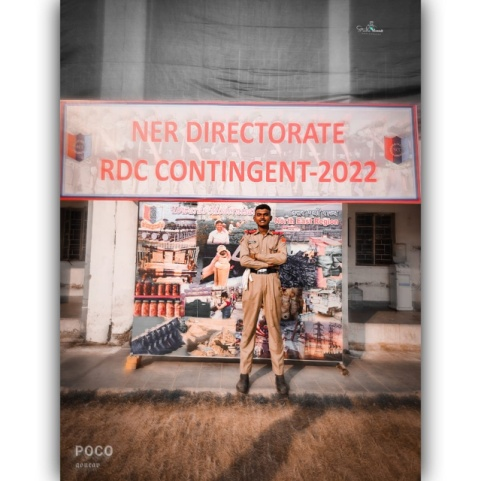 NER DIRECTORATE
RDC CONTINGENT-2022
POCO